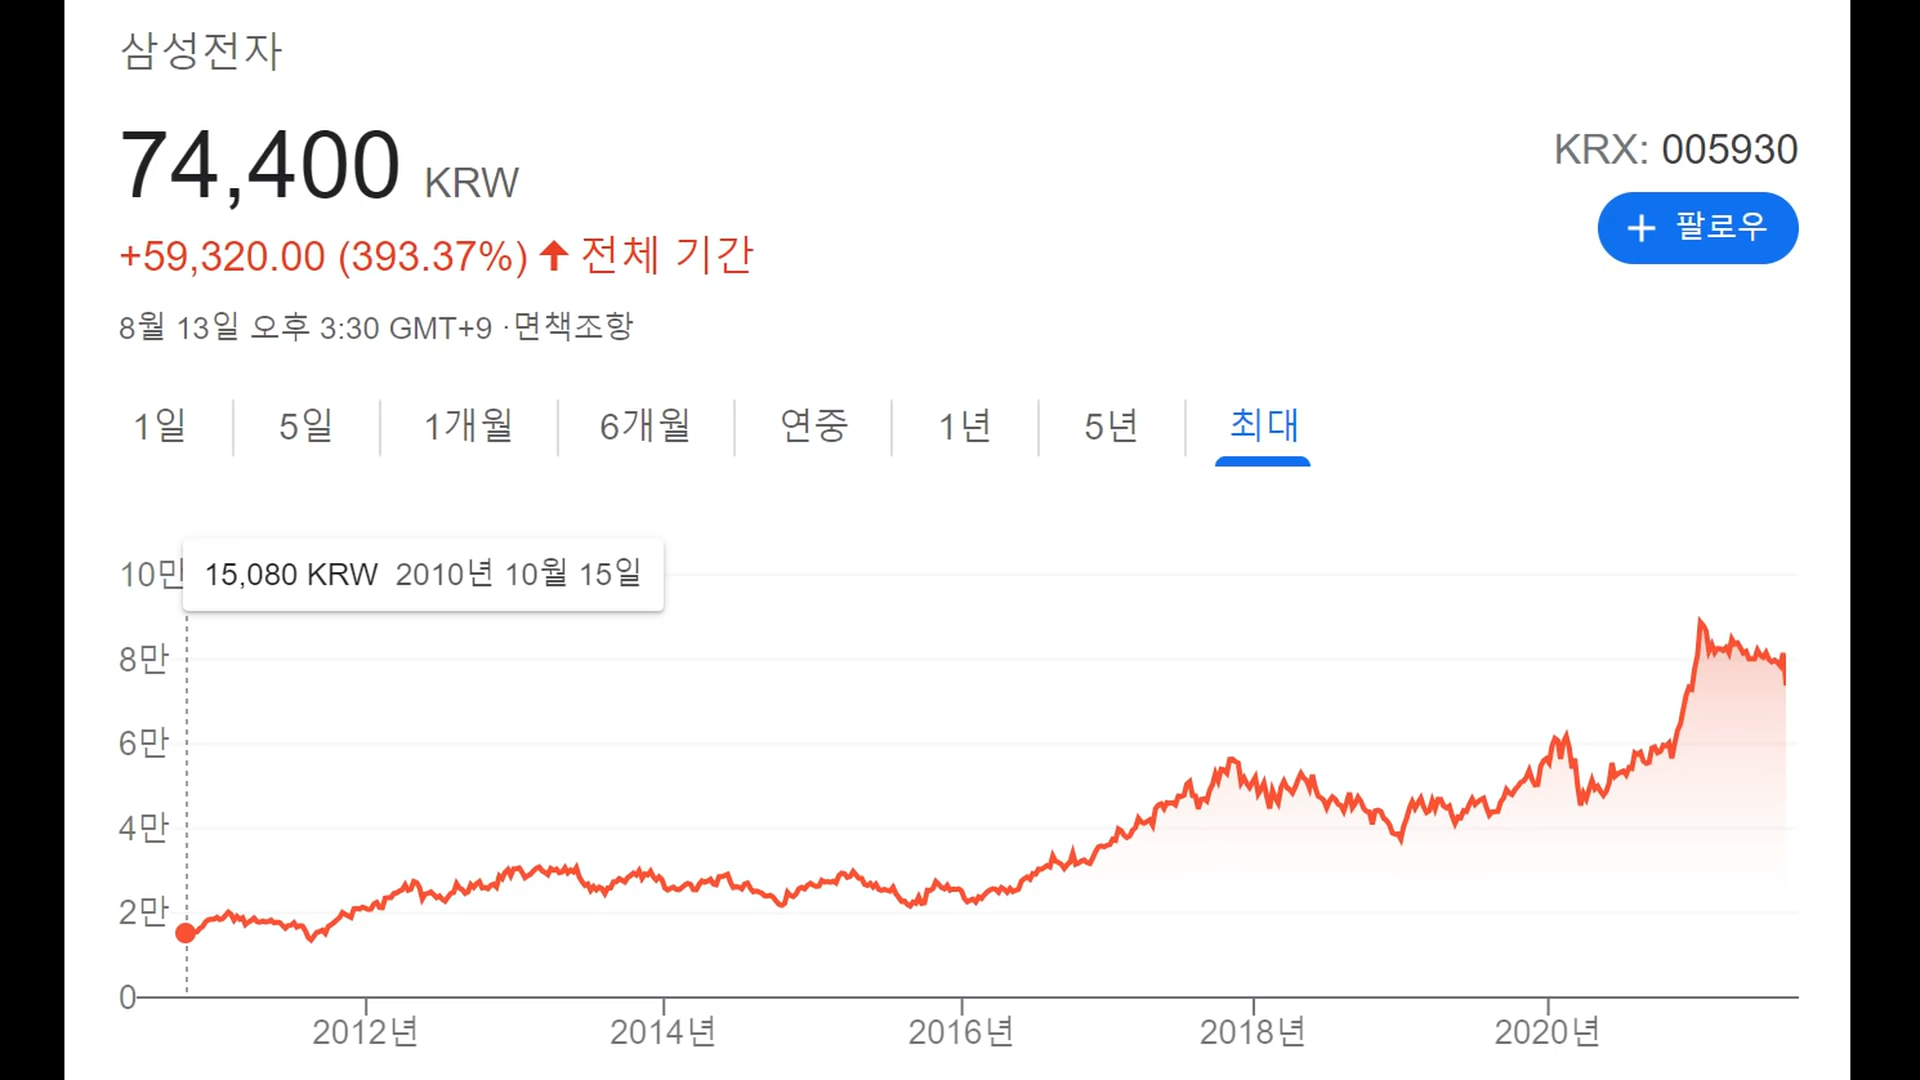 삼성전자
74,400 KRW
KRX: 005930
+ 팔로우
+59,320.00 (393.37%) ↑ 전체 기간
8월 13일 오후 3:30 GMT+9 · 면책조항
1일 5일 1개월 6개월 연중 1년 5년 최대
10만
15,080 KRW 2010년 10월 15일
8만
6만
4만
2만
0
2012년 2014년 2016년 2018년 2020년